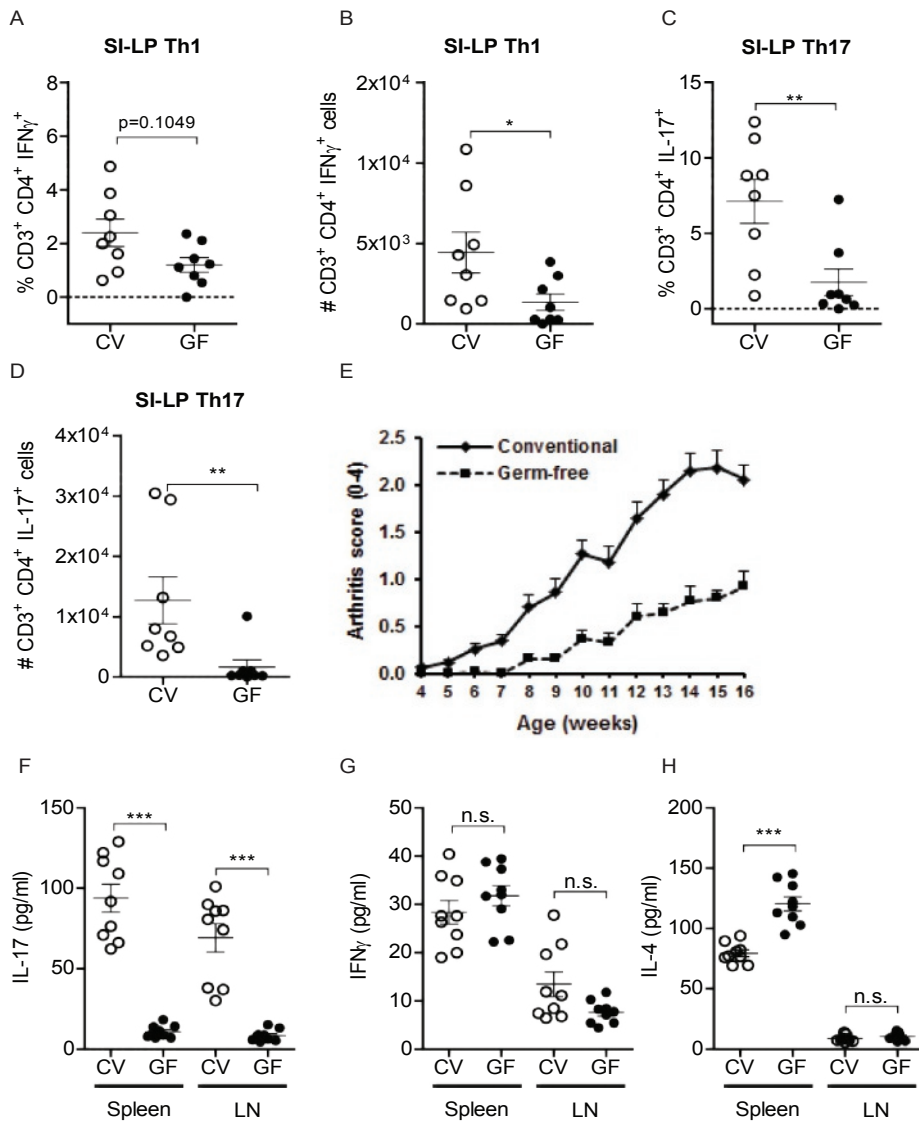 A
SI-LP Th1
% CD3+ CD4+ IFNγ+
8
6
4
2
0
p=0.1049
CV GF
B
SI-LP Th1
# CD3+ CD4+ IFNγ+ cells
2x10^4
1x10^4
5x10^3
0
*
CV GF
C
SI-LP Th17
% CD3+ CD4+ IL-17+
15
10
5
0
**
CV GF
D
SI-LP Th17
# CD3+ CD4+ IL-17+ cells
4x10^4
3x10^4
2x10^4
1x10^4
0
**
CV GF
E
Arthritis score (0-4)
2.5
2.0
1.5
1.0
0.5
0.0
Conventional
Germ-free
4 5 6 7 8 9 10 11 12 13 14 15 16
Age (weeks)
F
IL-17 (pg/ml)
150
100
50
0
***
***
CV GF CV GF
Spleen LN
G
IFNγ (pg/ml)
50
40
30
20
10
0
n.s.
n.s.
CV GF CV GF
Spleen LN
H
IL-4 (pg/ml)
200
150
100
50
0
***
n.s.
CV GF CV GF
Spleen LN